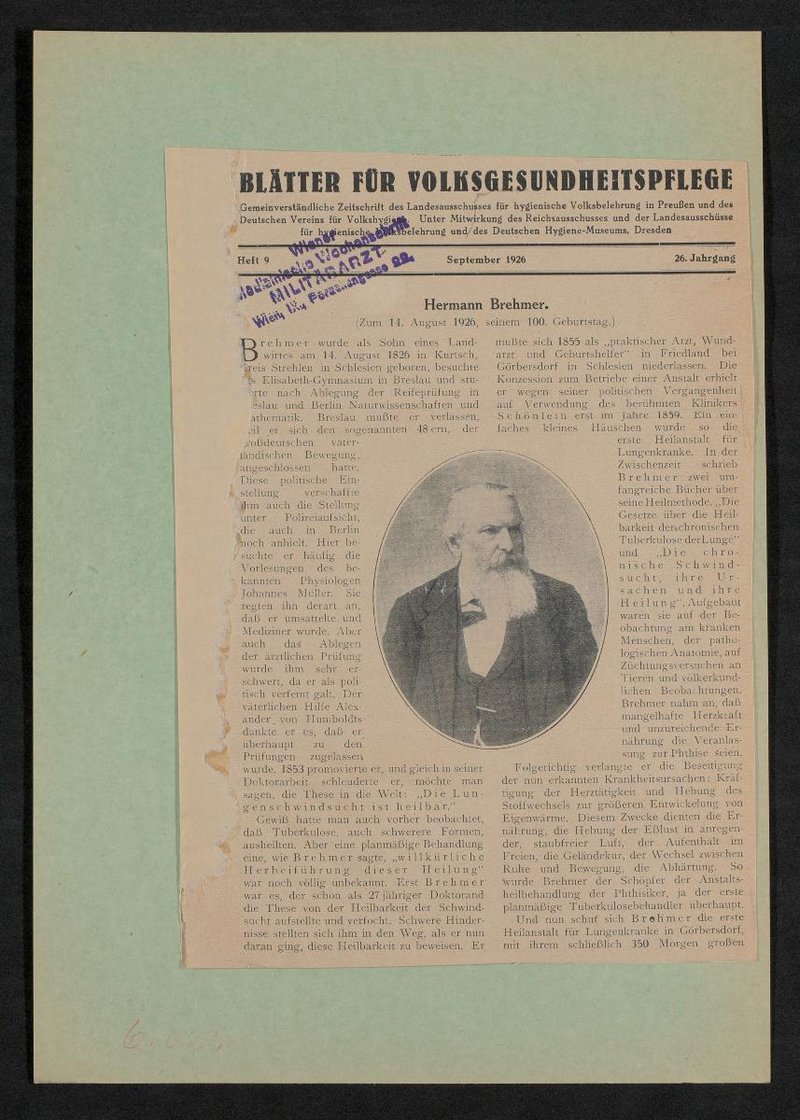 BLÄTTER FÜR VOLKSGESUNDHEITSPFLEGE
Gemeinverständliche Zeitschrift des Landesausschusses für hygienische Volksbelehrung in Preußen und des
Deutschen Vereins für Volkshygiene. Unter Mitwirkung des Reichsausschusses und der Landesausschüsse
für hygienische Volksbelehrung und des Deutschen Hygiene-Museums, Dresden
Wiener
Medizinische Wochenschrift
MILITÄRARZT
Wien, IX., Porzellangasse 22.
Heft 9 September 1926 26. Jahrgang
Hermann Brehmer.
(Zum 14. August 1926, seinem 100. Geburtstag.)
Brehmer wurde als Sohn eines Land-
wirtes am 14. August 1826 in Kurtsch,
Kreis Strehlen in Schlesien geboren, besuchte
Elisabeth-Gymnasium in Breslau und stu-
nach Ablegung der Reifeprüfung in
Breslau und Berlin Naturwissenschaften und
Mathematik. Breslau mußte er verlassen,
weil er sich den sogenannten 48 ern, der
großdeutschen vater-
ländischen Bewegung,
angeschlossen hatte.
Diese politische Ein-
stellung verschaffte
ihm auch die Stellung
unter Polizeiaufsicht,
die auch in Berlin
noch anhielt. Hier be-
suchte er häufig die
Vorlesungen des be-
kannten Physiologen
Johannes Müller. Sie
regten ihn derart an,
daß er umsattelte und
Mediziner wurde. Aber
auch das Ablegen
der ärztlichen Prüfung
wurde ihm sehr er-
schwert, da er als poli-
tisch verfemt galt. Der
väterlichen Hilfe Alex-
ander von Humboldts
dankte er es, daß er
überhaupt zu den
Prüfungen zugelassen
wurde. 1853 promovierte er, und gleich in seiner
Doktorarbeit schleuderte er, möchte man
sagen, die These in die Welt: „Die Lun-
genschwindsucht ist heilbar.“
Gewiß hatte man auch vorher beobachtet,
daß Tuberkulose, auch schwerere Formen,
ausheilten. Aber eine planmäßige Behandlung
eine, wie Brehmer sagte, „willkürliche
Herbeiführung dieser Heilung“
war noch völlig unbekannt. Erst Brehmer
war es, der schon als 27 jähriger Doktorand
die These von der Heilbarkeit der Schwind-
sucht aufstellte und verfocht. Schwere Hinder-
nisse stellten sich ihm in den Weg, als er nun
daran ging, diese Heilbarkeit zu beweisen. Er
mußte sich 1855 als „praktischer Arzt, Wund-
arzt und Geburtshelfer“ in Friedland bei
Görbersdorf in Schlesien niederlassen. Die
Konzession zum Betriebe einer Anstalt erhielt
er wegen seiner politischen Vergangenheit
auf Verwendung des berühmten Klinikers
Schönlein erst im Jahre 1859. Ein ein-
faches kleines Häuschen wurde so die
erste Heilanstalt für
Lungenkranke. In der
Zwischenzeit schrieb
Brehmer zwei um-
fangreiche Bücher über
seine Heilmethode. „Die
Gesetze über die Heil-
barkeit der chronischen
Tuberkulose der Lunge“
und „Die chro-
nische Schwind-
sucht, ihre Ur-
sachen und ihre
Heilung“. Aufgebaut
waren sie auf der Be-
obachtung am kranken
Menschen, der patho-
logischen Anatomie, auf
Züchtungsversuchen an
Tieren und völkerkund-
lichen Beobachtungen.
Brehmer nahm an, daß
mangelhafte Herzkraft
und unzureichende Er-
nährung die Veranlas-
sung zur Phthise seien.
Folgerichtig verlangte er die Beseitigung
der nun erkannten Krankheitsursachen: Kräf-
tigung der Herztätigkeit und Hebung des
Stoffwechsels zur größeren Entwickelung von
Eigenwärme. Diesem Zwecke dienten die Er-
nährung, die Hebung der Eßlust in anregen-
der, staubfreier Luft, der Aufenthalt im
Freien, die Geländekur, der Wechsel zwischen
Ruhe und Bewegung, die Abhärtung. So
wurde Brehmer der Schöpfer der Anstalts-
heilbehandlung der Phthisiker, ja der erste
planmäßige Tuberkulosebehandler überhaupt.
Und nun schuf sich Brehmer die erste
Heilanstalt für Lungenkranke in Görbersdorf,
mit ihrem schließlich 350 Morgen großen